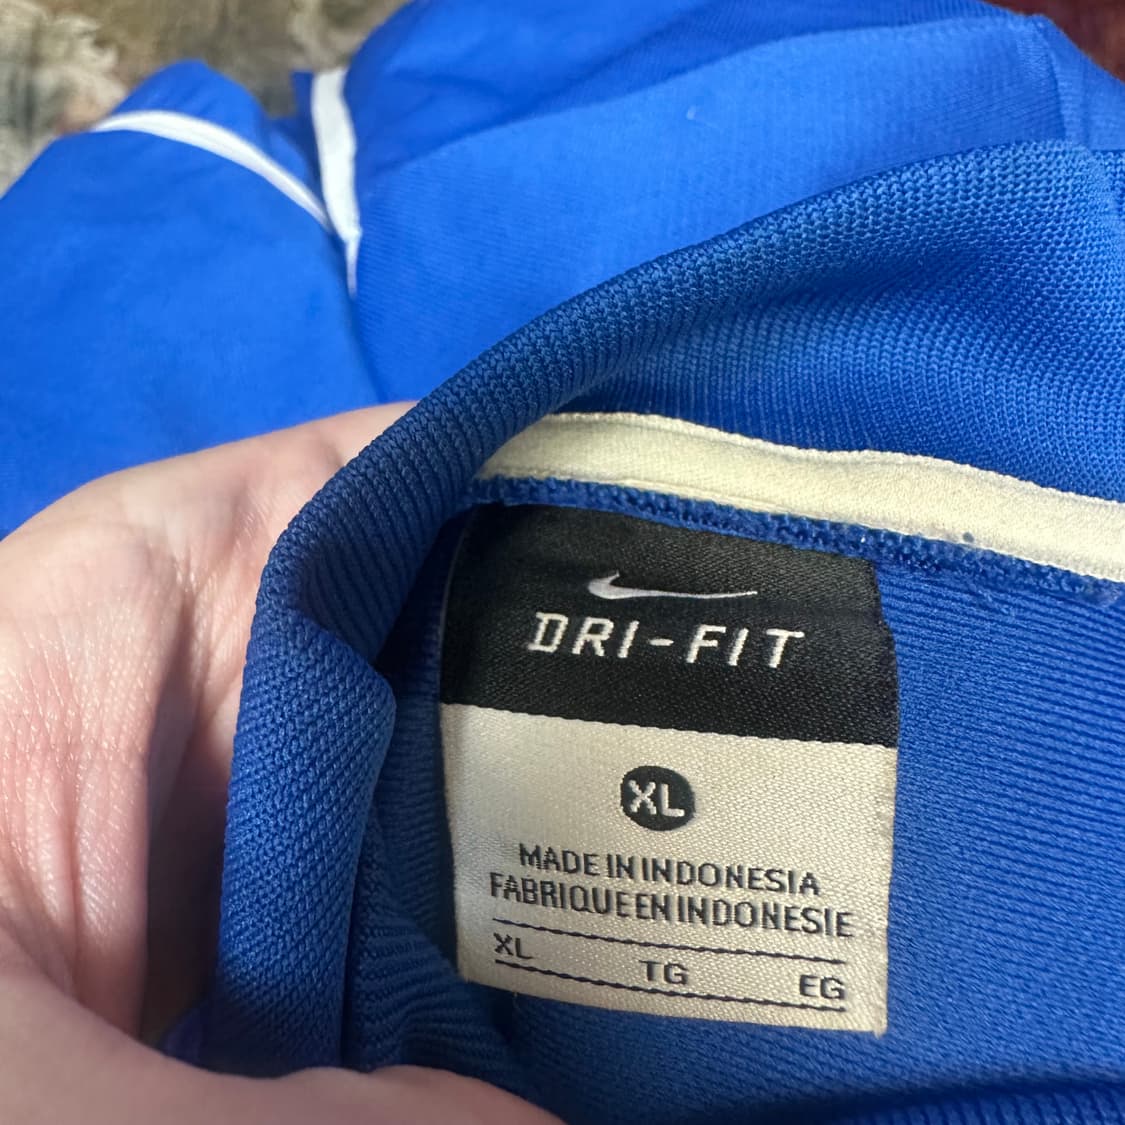 DRI-FIT
XL
MADE IN INDONESIA
FABRIQUE EN INDONESIE
XL TG EG